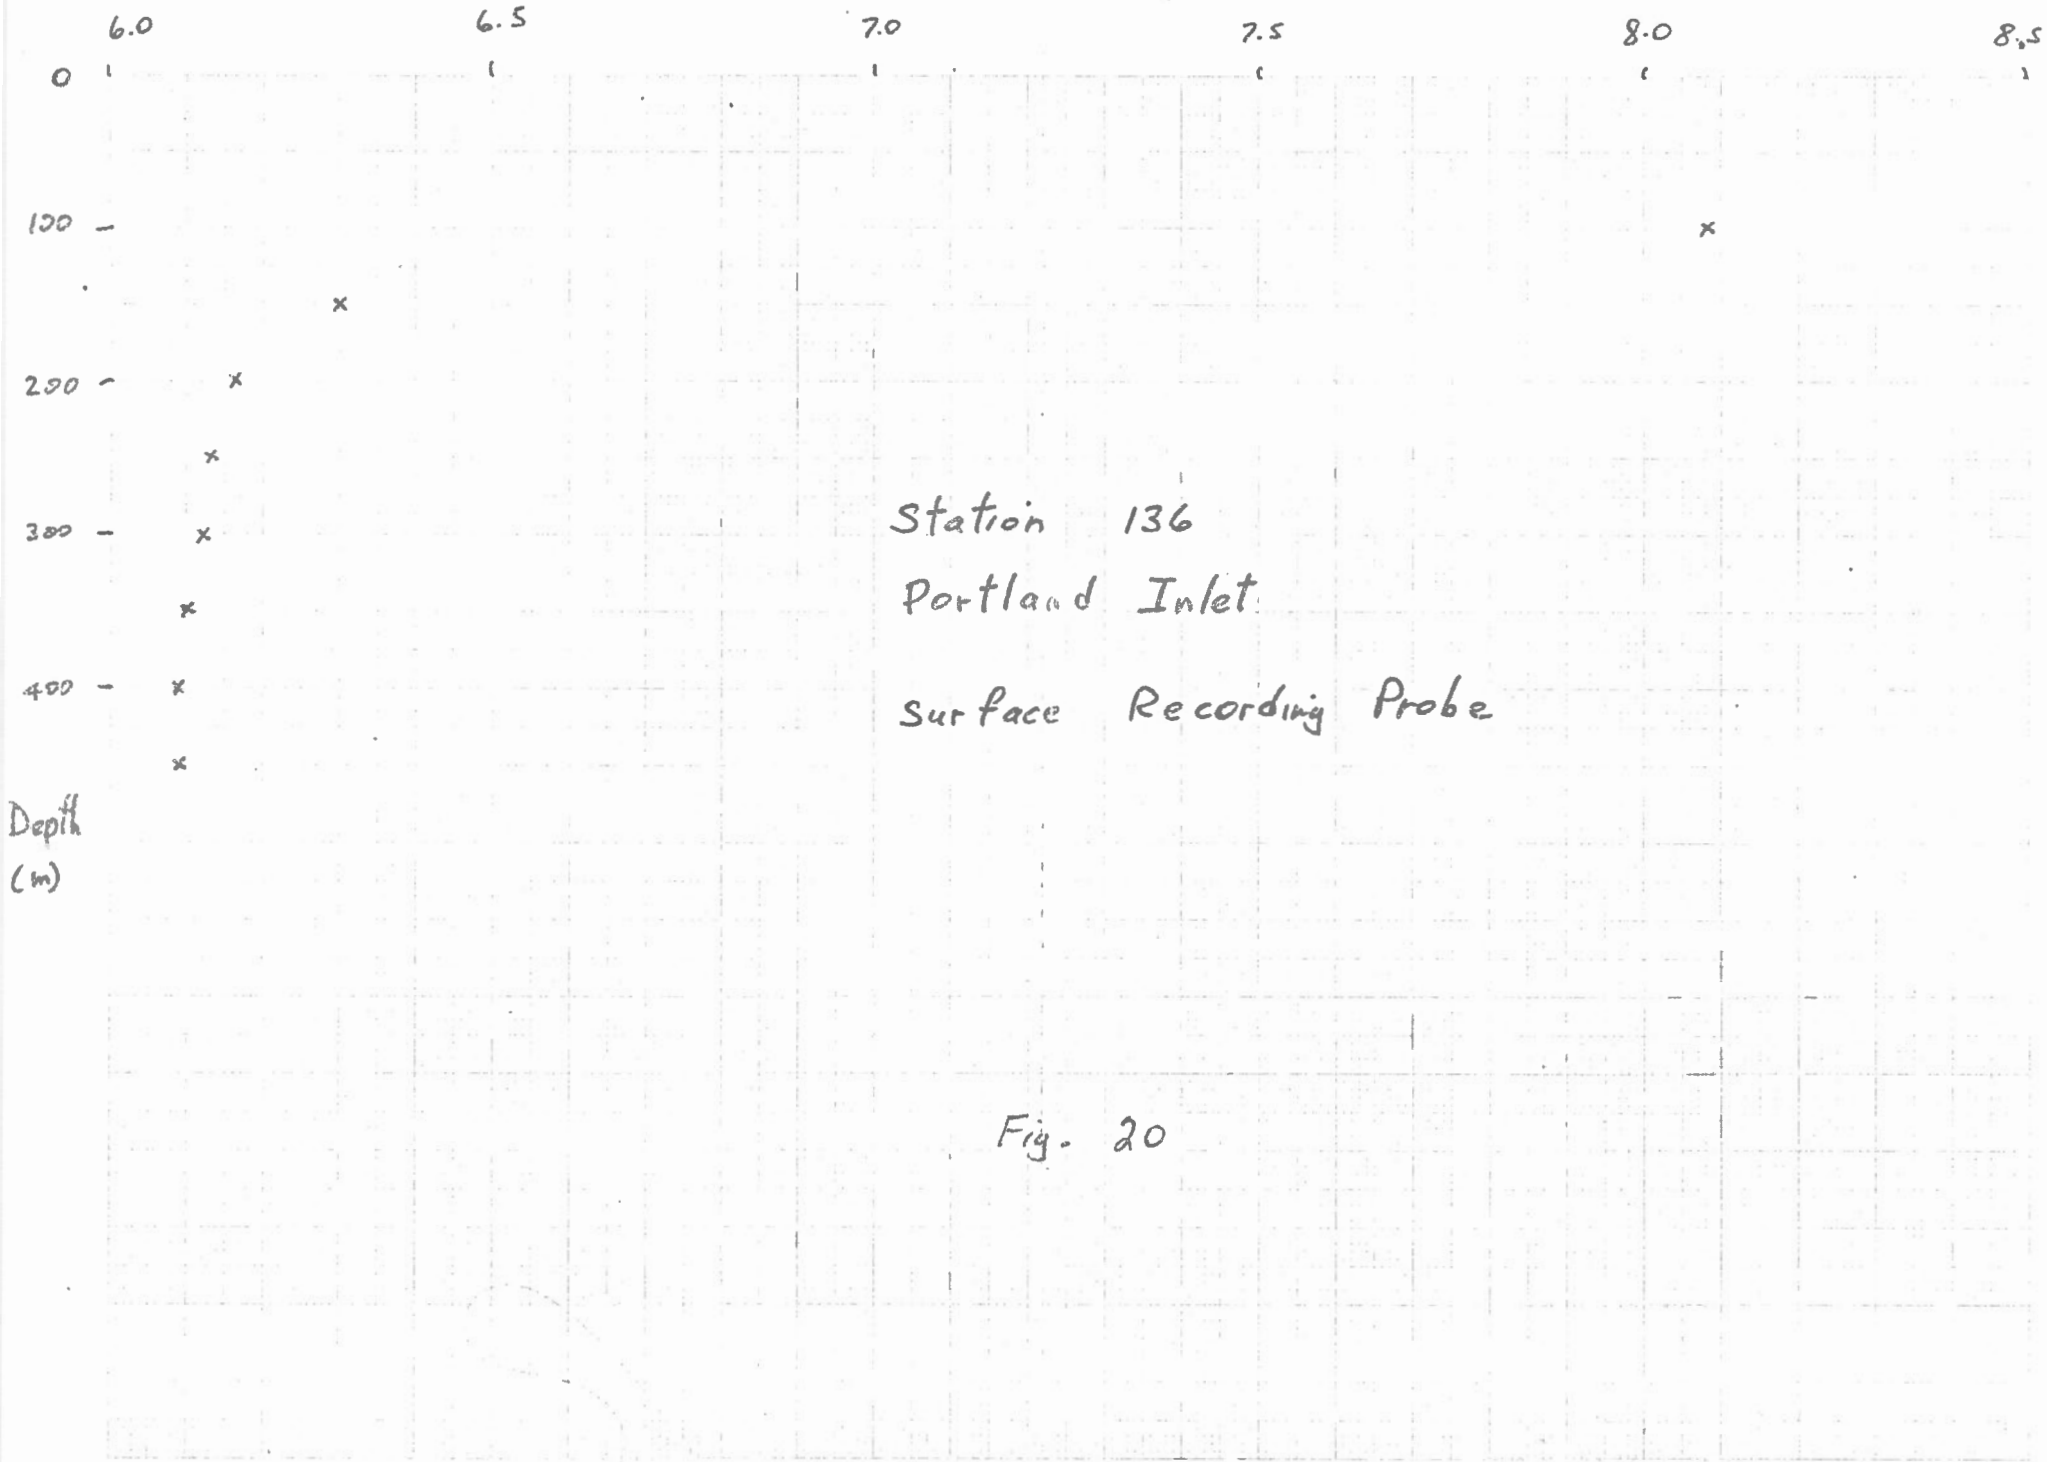 6.0 6.5 7.0 7.5 8.0 8.5
0
100
200
300
400
Depth
(m)
Station 136
Portland Inlet
Surface Recording Probe
Fig. 20